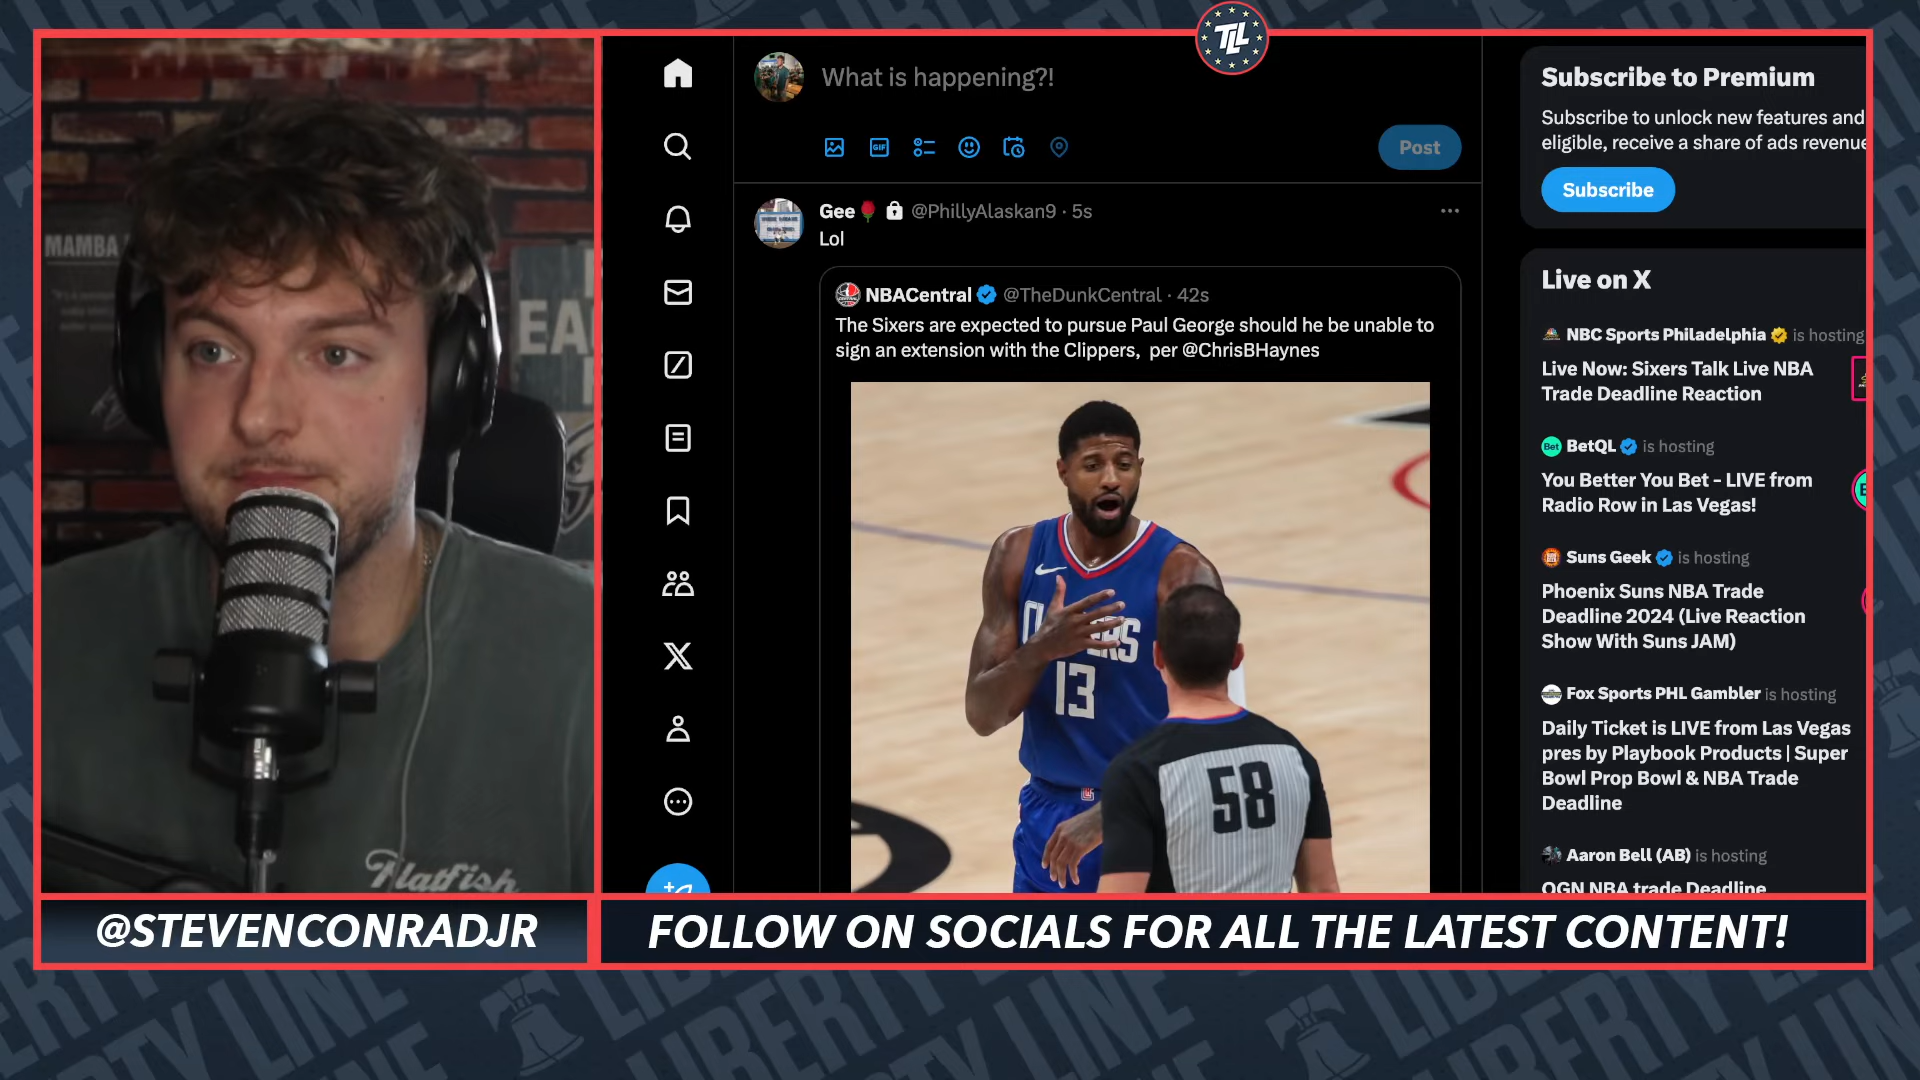 MAMBA
EA
Flatfish
@STEVENCONRADJR
TLL
What is happening?!
GIF
Post
Gee @PhillyAlaskan9 · 5s
Lol
NBACentral @TheDunkCentral · 42s
The Sixers are expected to pursue Paul George should he be unable to
sign an extension with the Clippers, per @ChrisBHaynes
13
58
Subscribe to Premium
Subscribe to unlock new features and
eligible, receive a share of ads revenue
Subscribe
Live on X
NBC Sports Philadelphia is hosting
Live Now: Sixers Talk Live NBA
Trade Deadline Reaction
Bet BetQL is hosting
You Better You Bet - LIVE from
Radio Row in Las Vegas!
Suns Geek is hosting
Phoenix Suns NBA Trade
Deadline 2024 (Live Reaction
Show With Suns JAM)
Fox Sports PHL Gambler is hosting
Daily Ticket is LIVE from Las Vegas
pres by Playbook Products | Super
Bowl Prop Bowl & NBA Trade
Deadline
Aaron Bell (AB) is hosting
OGN NBA trade Deadline
FOLLOW ON SOCIALS FOR ALL THE LATEST CONTENT!
LIBERTY LINE